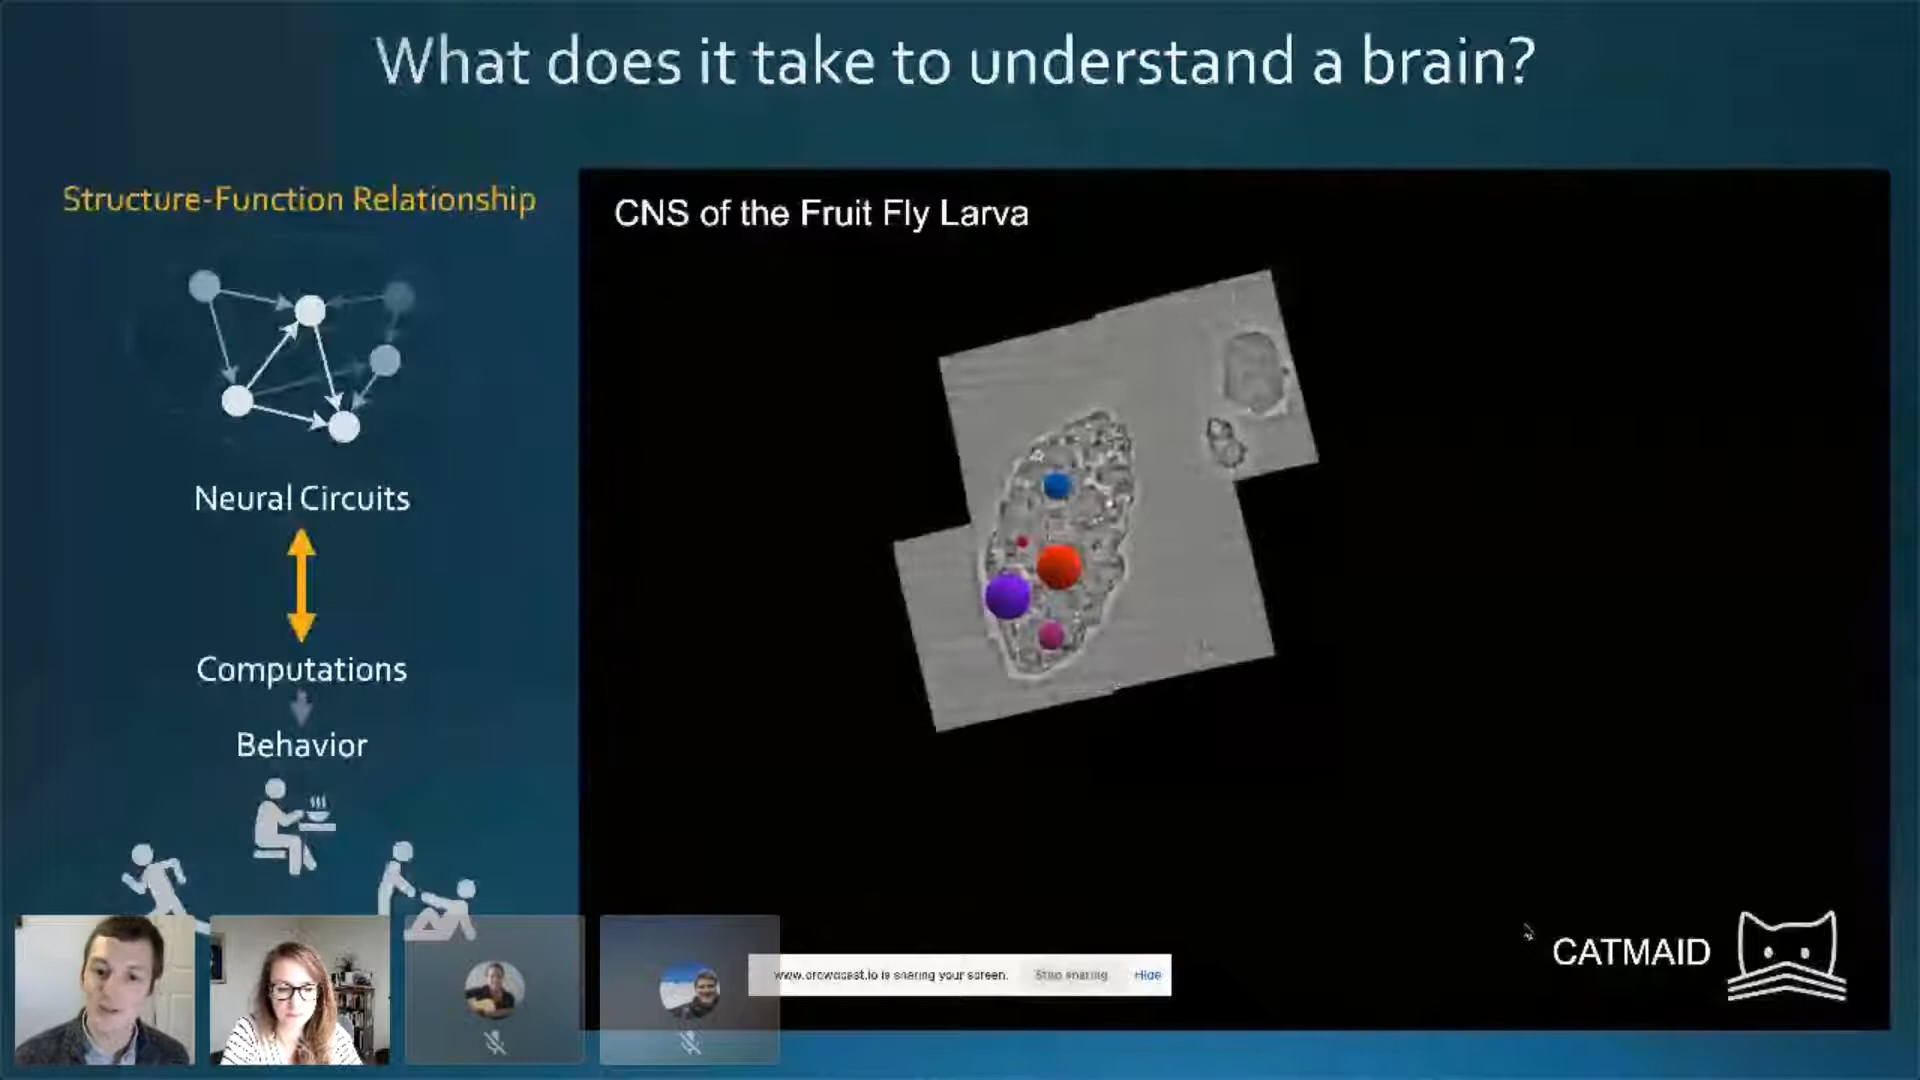 What does it take to understand a brain?
Structure-Function Relationship
CNS of the Fruit Fly Larva
Neural Circuits
Computations
Behavior
CATMAID
www.crowdcast.io is sharing your screen. Stop sharing Hide